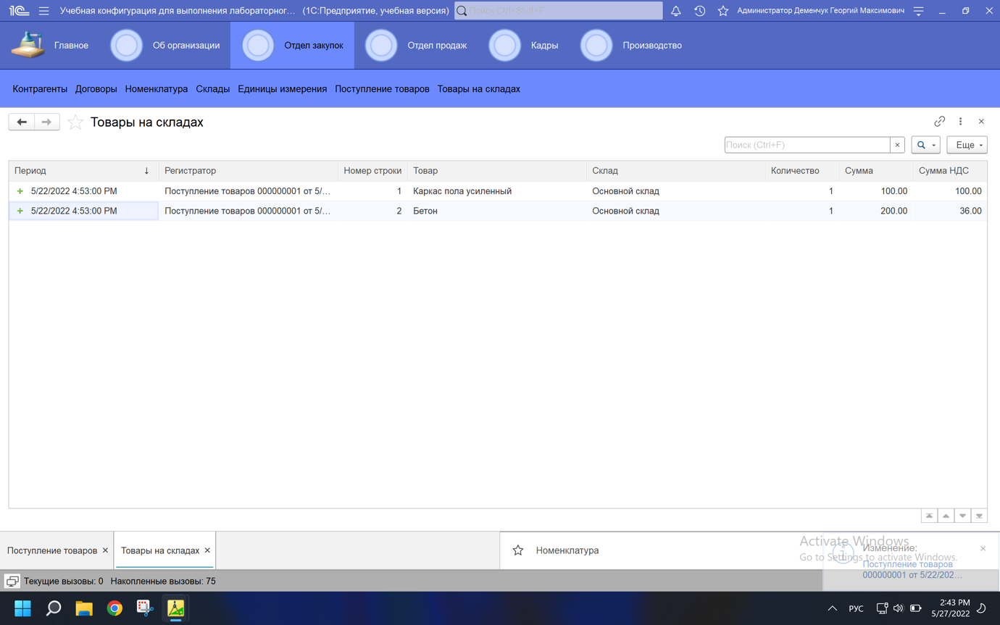 1С Учебная конфигурация для выполнения лабораторног... (1С:Предприятие, учебная версия) Поиск Ctrl+Shift+F Администратор Деменчук Георгий Максимович
Главное Об организации Отдел закупок Отдел продаж Кадры Производство
Контрагенты Договоры Номенклатура Склады Единицы измерения Поступление товаров Товары на складах
Товары на складах
Поиск (Ctrl+F) × Еще
Период ↓ Регистратор Номер строки Товар Склад Количество Сумма Сумма НДС
5/22/2022 4:53:00 PM Поступление товаров 000000001 от 5/... 1 Каркас пола усиленный Основной склад 1 100.00 100.00
5/22/2022 4:53:00 PM Поступление товаров 000000001 от 5/... 2 Бетон Основной склад 1 200.00 36.00
Поступление товаров × Товары на складах × Номенклатура
Activate Windows
Go to Settings to activate Windows.
Изменение:
Поступление товаров
000000001 от 5/22/202...
Текущие вызовы: 0 Накопленные вызовы: 75
РУС 2:43 PM
5/27/2022